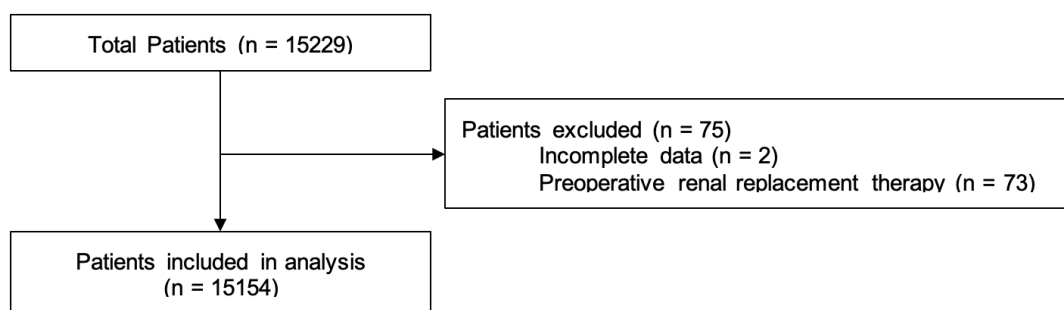 Total Patients (n = 15229)
Patients excluded (n = 75)
Incomplete data (n = 2)
Preoperative renal replacement therapy (n = 73)
Patients included in analysis
(n = 15154)